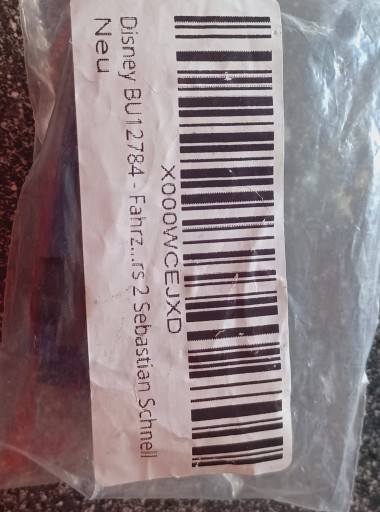 X000WCEJXD
Disney BU12784 - Fahrz...rs 2 Sebastian Schnell
Neu